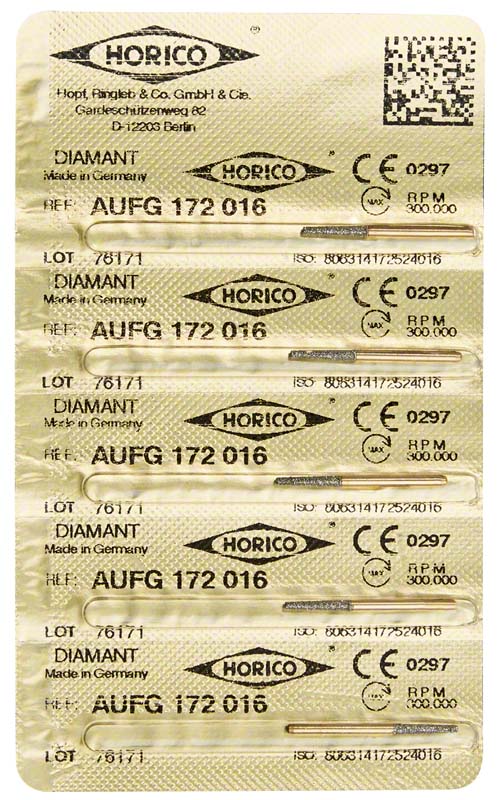 HORICO ®
Hopf, Ringleb & Co. GmbH & Cie.
Gardeschützenweg 82
D-12203 Berlin
DIAMANT HORICO ® CE 0297
Made in Germany
REF: AUFG 172 016 MAX RPM 300.000
LOT 76171 ISO: 806314172524016
DIAMANT HORICO ® CE 0297
Made in Germany
REF: AUFG 172 016 MAX RPM 300.000
LOT 76171 ISO: 806314172524016
DIAMANT HORICO ® CE 0297
Made in Germany
REF: AUFG 172 016 MAX RPM 300.000
LOT 76171 ISO: 806314172524016
DIAMANT HORICO ® CE 0297
Made in Germany
REF: AUFG 172 016 MAX RPM 300.000
LOT 76171 ISO: 806314172524016
DIAMANT HORICO ® CE 0297
Made in Germany
REF: AUFG 172 016 MAX RPM 300.000
LOT 76171 ISO: 806314172524016